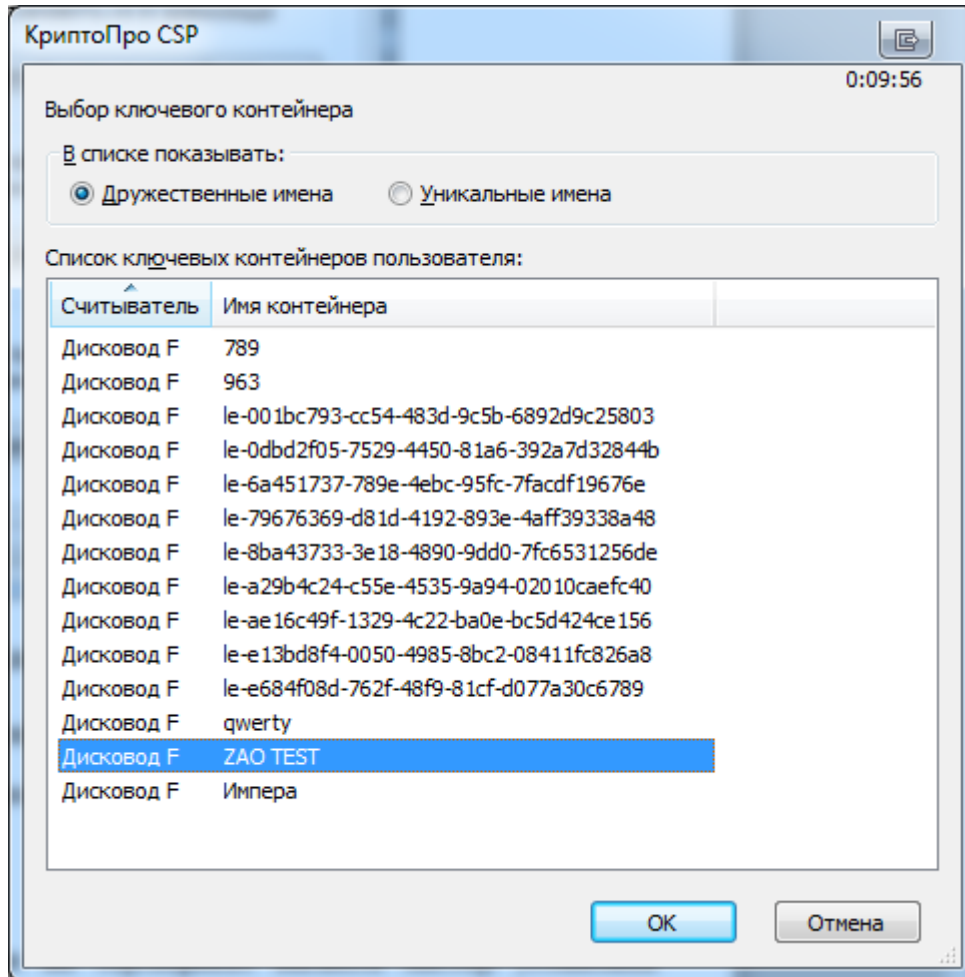 КриптоПро CSP
0:09:56
Выбор ключевого контейнера
В списке показывать:
Дружественные имена Уникальные имена
Список ключевых контейнеров пользователя:
Считыватель Имя контейнера
Дисковод F 789
Дисковод F 963
Дисковод F le-001bc793-cc54-483d-9c5b-6892d9c25803
Дисковод F le-0dbd2f05-7529-4450-81a6-392a7d32844b
Дисковод F le-6a451737-789e-4ebc-95fc-7facdf19676e
Дисковод F le-79676369-d81d-4192-893e-4aff39338a48
Дисковод F le-8ba43733-3e18-4890-9dd0-7fc6531256de
Дисковод F le-a29b4c24-c55e-4535-9a94-02010caefc40
Дисковод F le-ae16c49f-1329-4c22-ba0e-bc5d424ce156
Дисковод F le-e13bd8f4-0050-4985-8bc2-08411fc826a8
Дисковод F le-e684f08d-762f-48f9-81cf-d077a30c6789
Дисковод F qwerty
Дисковод F ZAO TEST
Дисковод F Импера
OK Отмена